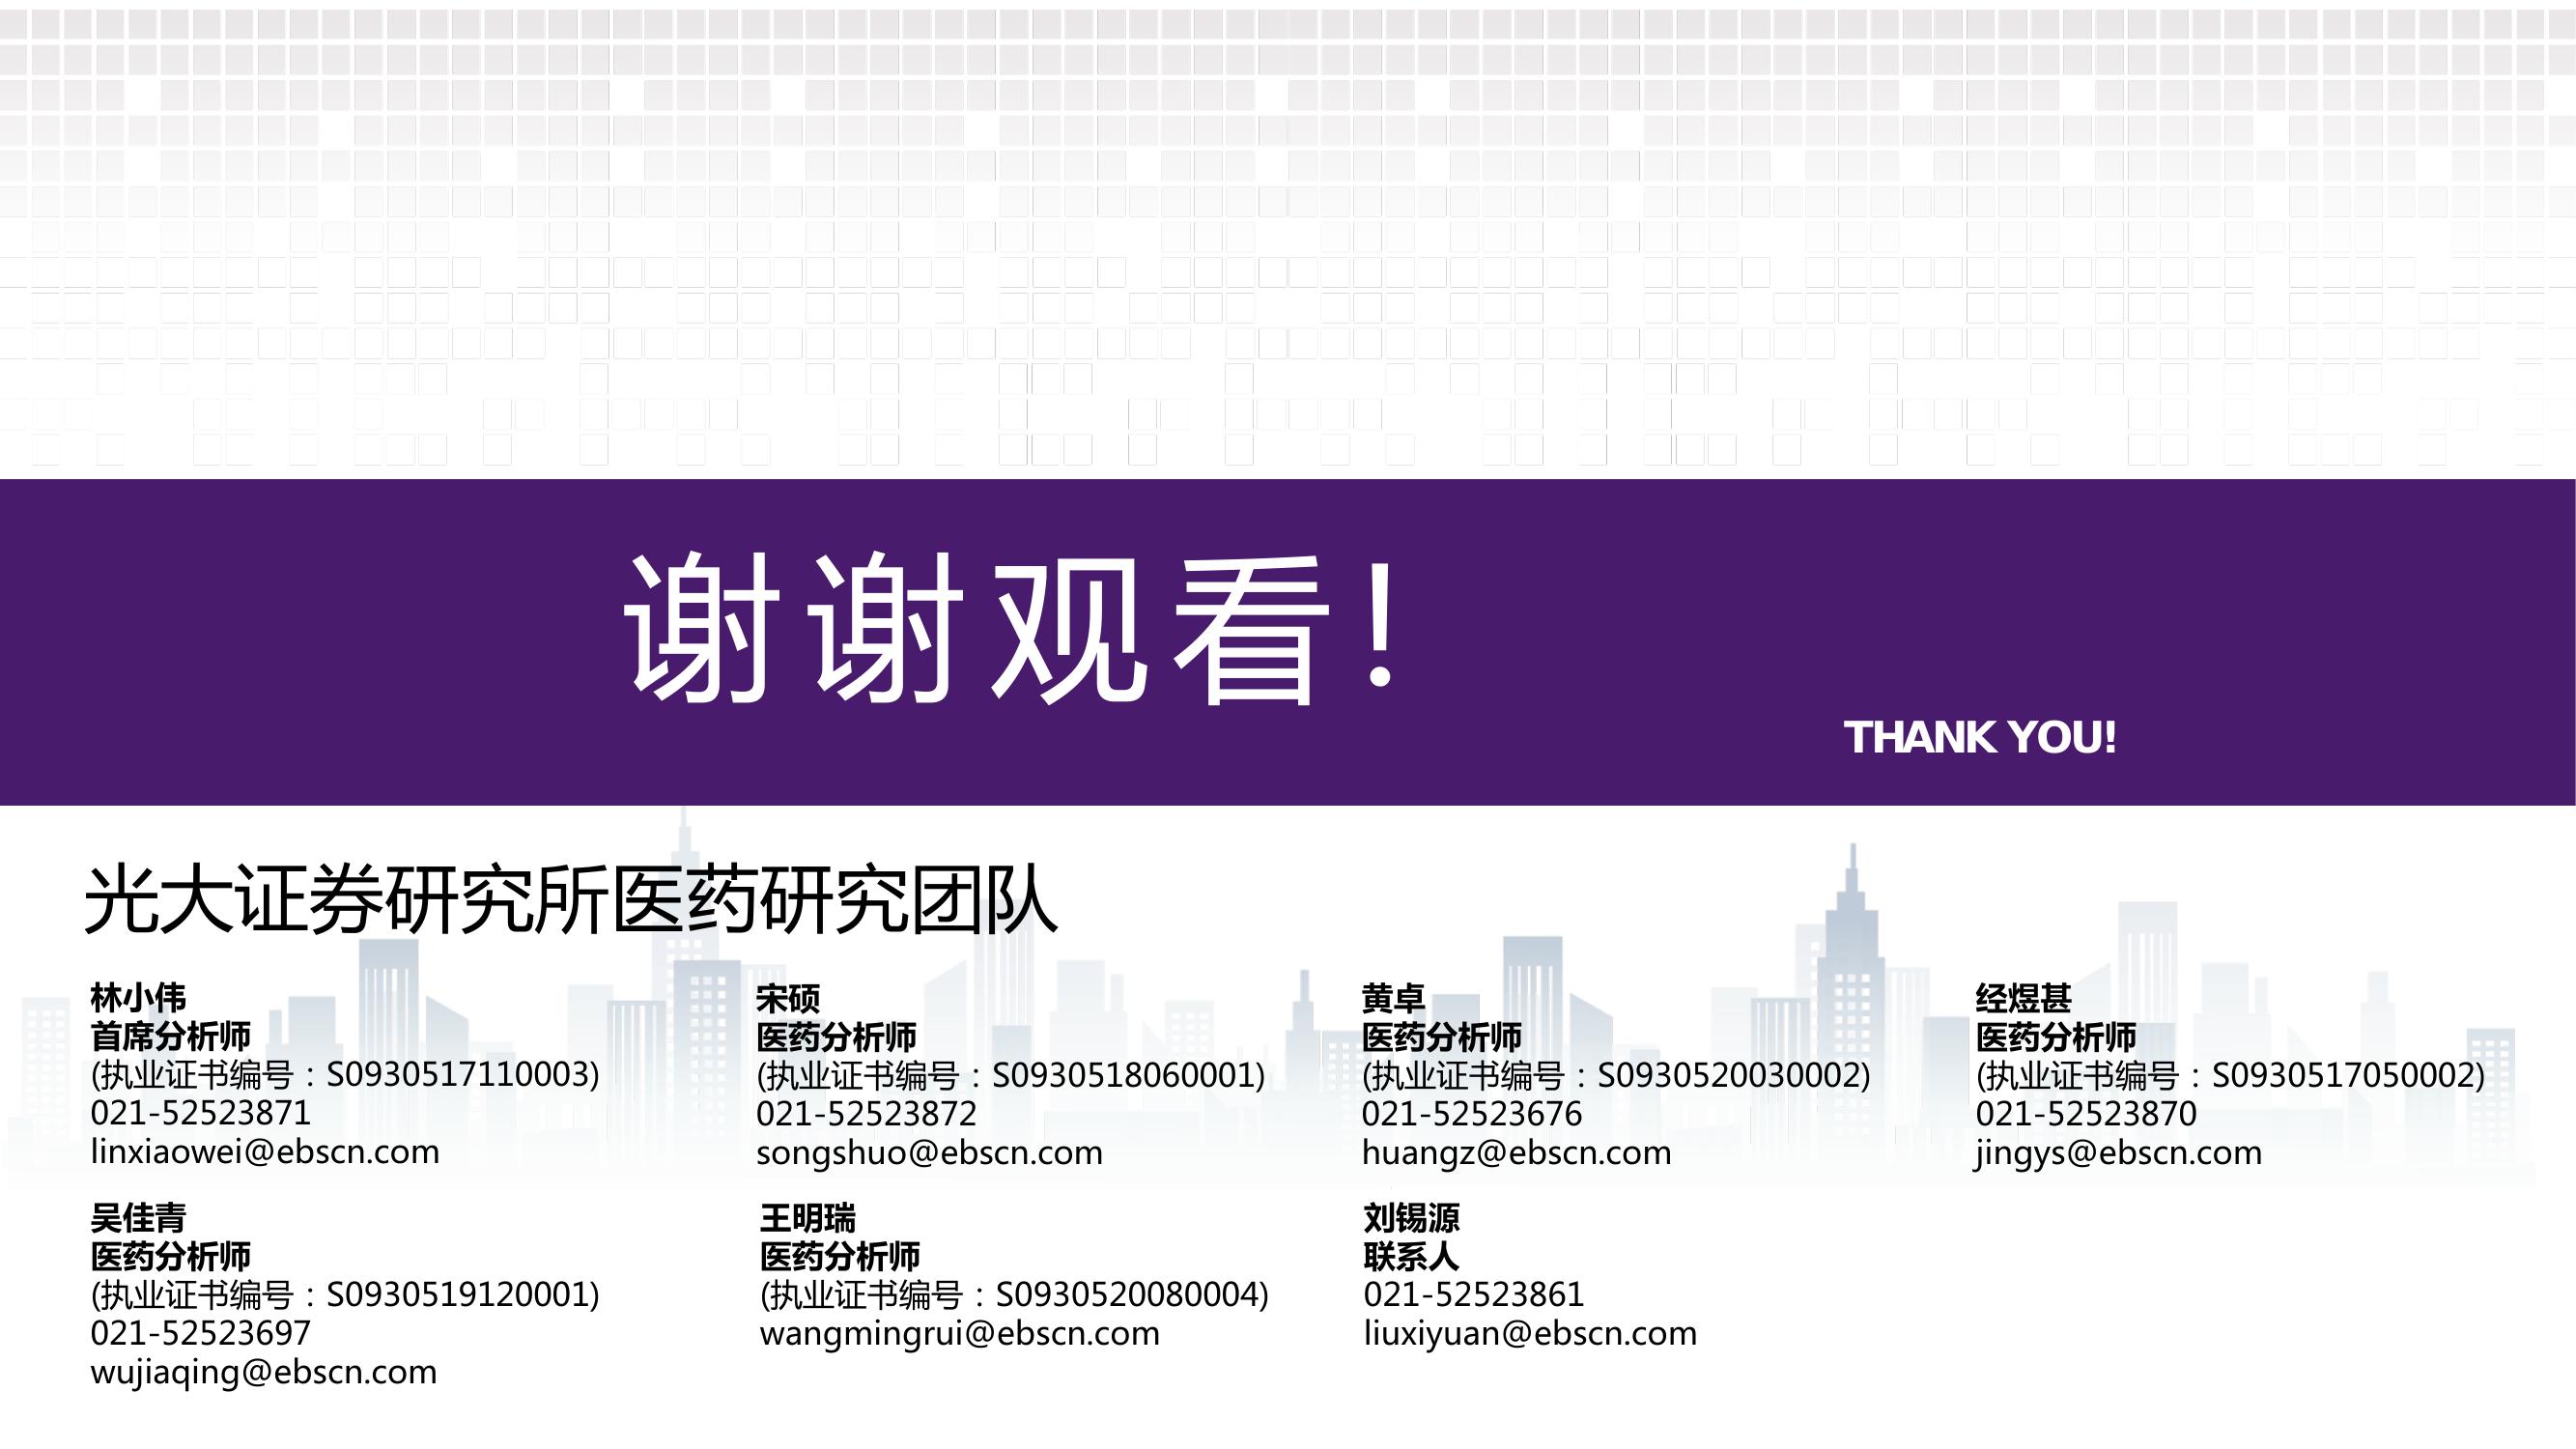 谢谢观看！
THANK YOU!
光大证券研究所医药研究团队
林小伟
首席分析师
(执业证书编号：S0930517110003)
021-52523871
linxiaowei@ebscn.com
宋硕
医药分析师
(执业证书编号：S0930518060001)
021-52523872
songshuo@ebscn.com
黄卓
医药分析师
(执业证书编号：S0930520030002)
021-52523676
huangz@ebscn.com
经煜甚
医药分析师
(执业证书编号：S0930517050002)
021-52523870
jingys@ebscn.com
吴佳青
医药分析师
(执业证书编号：S0930519120001)
021-52523697
wujiaqing@ebscn.com
王明瑞
医药分析师
(执业证书编号：S0930520080004)
wangmingrui@ebscn.com
刘锡源
联系人
021-52523861
liuxiyuan@ebscn.com